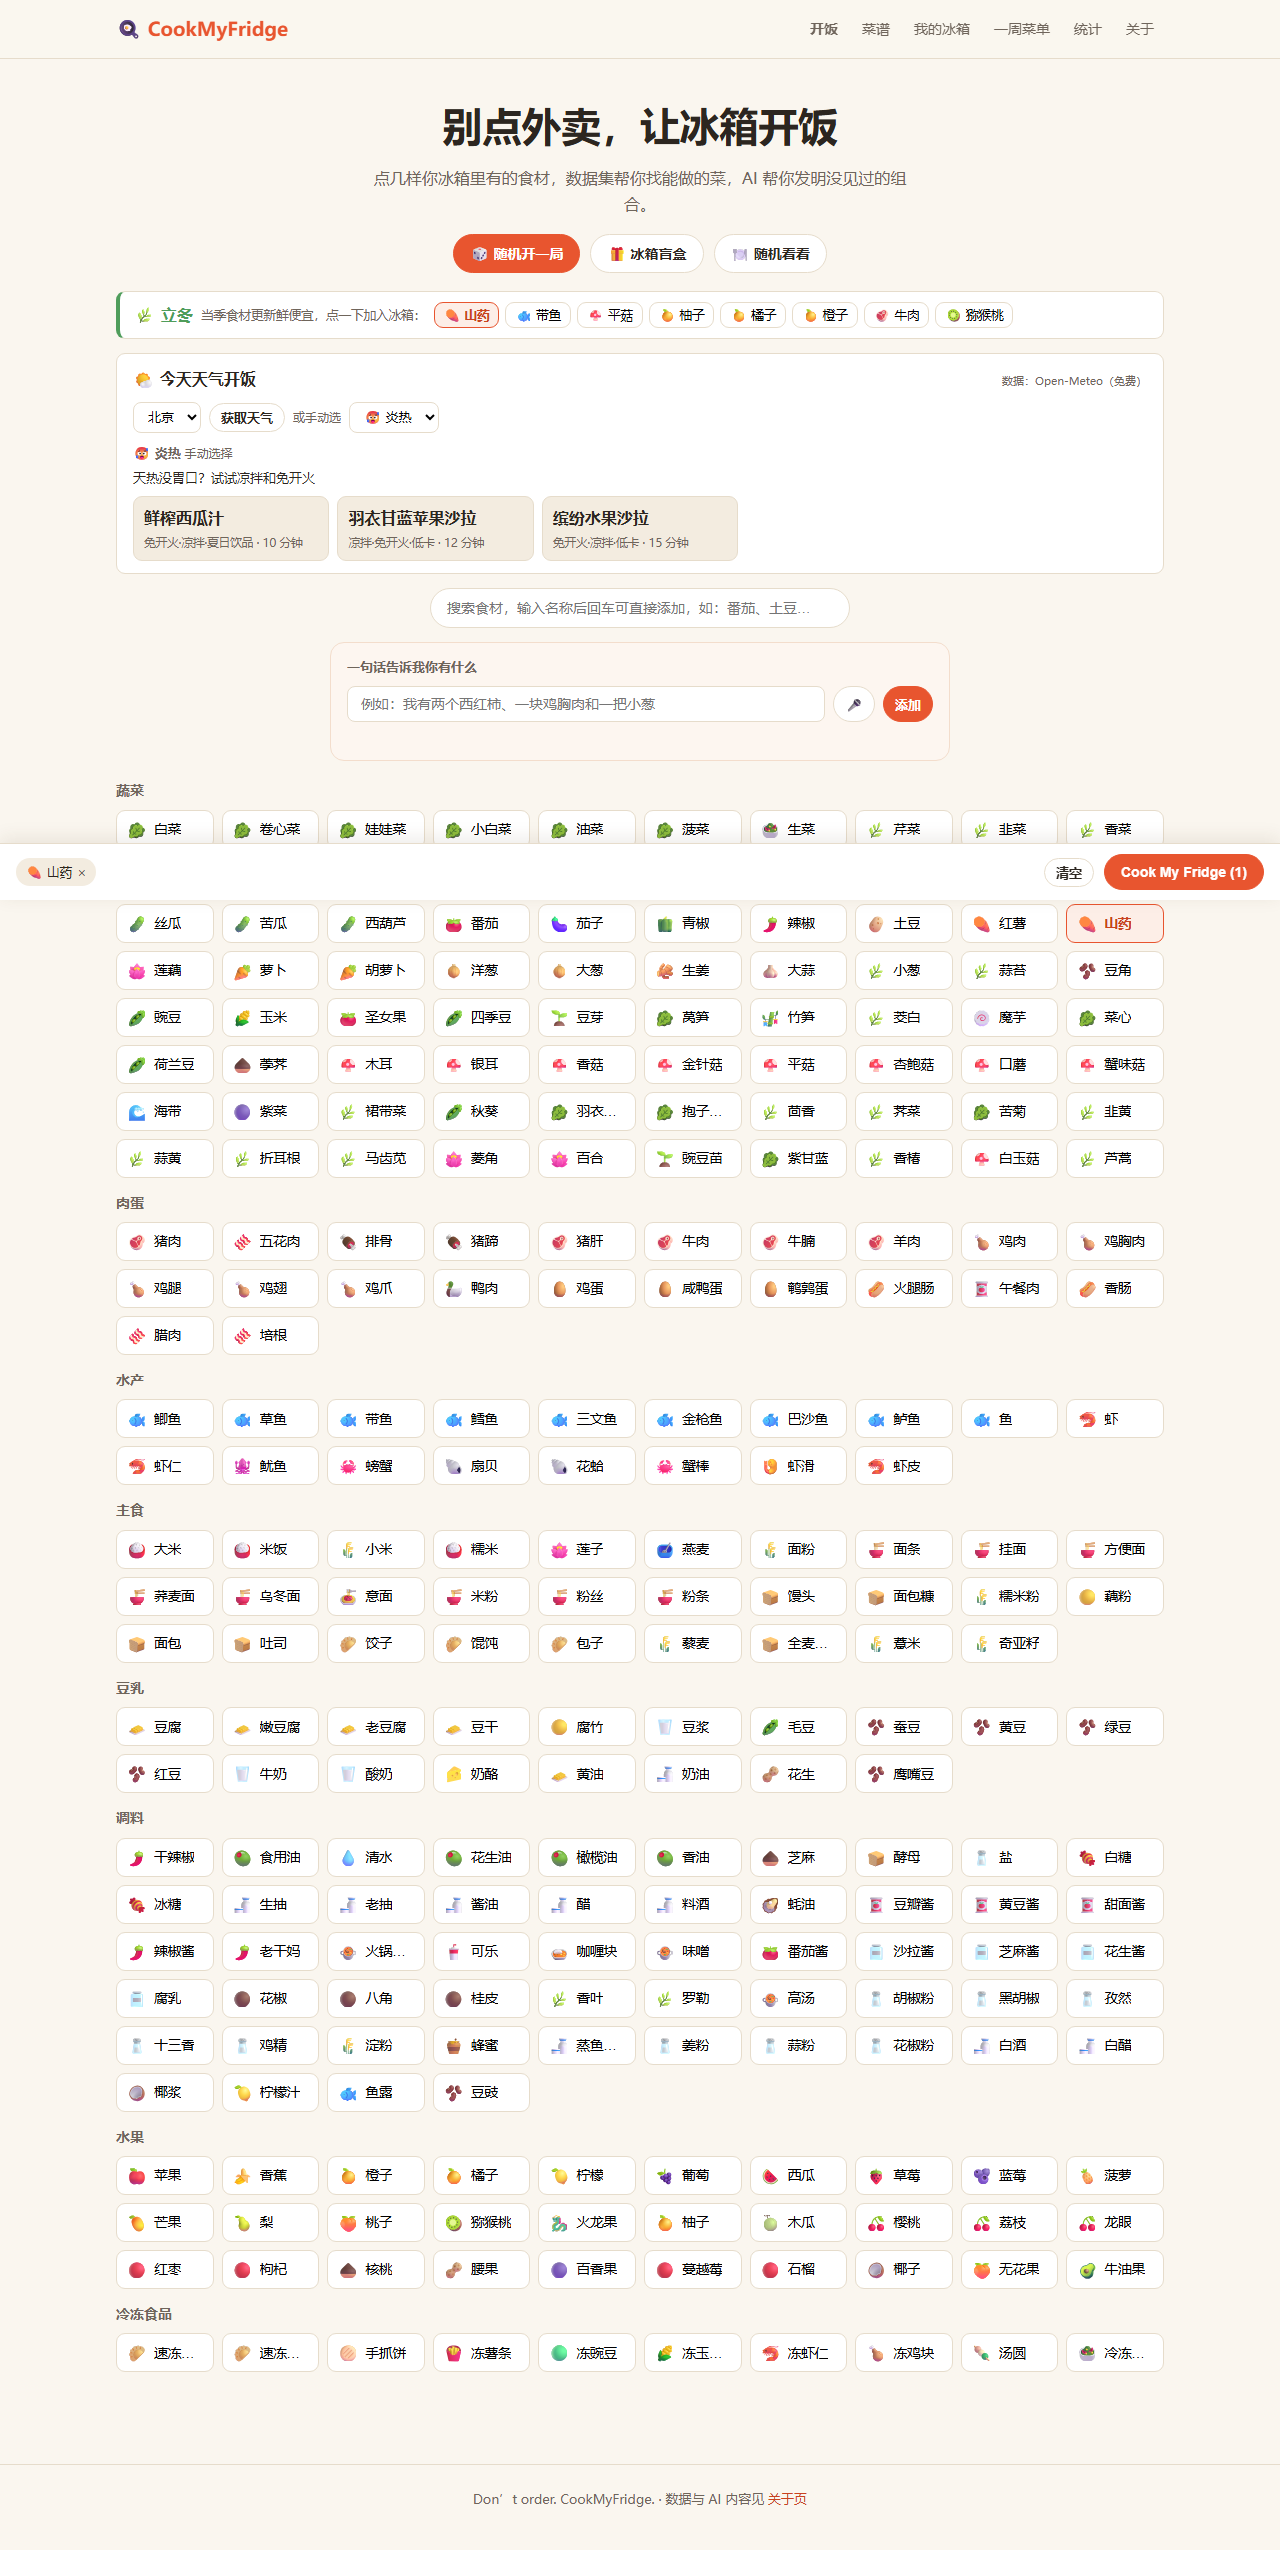 CookMyFridge
开饭 菜谱 我的冰箱 一周菜单 统计 关于
别点外卖，让冰箱开饭
点几样你冰箱里有的食材，数据集帮你找能做的菜，AI 帮你发明没见过的组
合。
随机开一局 冰箱盲盒 随机看看
立冬 当季食材更新鲜便宜，点一下加入冰箱： 山药 带鱼 平菇 柚子 橘子 橙子 牛肉 猕猴桃
今天天气开饭 数据：Open-Meteo（免费）
北京 获取天气 或手动选 炎热
炎热 手动选择
天热没胃口？试试凉拌和免开火
鲜榨西瓜汁 羽衣甘蓝苹果沙拉 缤纷水果沙拉
免开火·凉拌·夏日饮品 · 10 分钟 凉拌·免开火·低卡 · 12 分钟 免开火·凉拌·低卡 · 15 分钟
搜索食材，输入名称后回车可直接添加，如：番茄、土豆…
一句话告诉我你有什么
例如：我有两个西红柿、一块鸡胸肉和一把小葱 添加
蔬菜
白菜 卷心菜 娃娃菜 小白菜 油菜 菠菜 生菜 芹菜 韭菜 香菜
山药 × 清空 Cook My Fridge (1)
丝瓜 苦瓜 西葫芦 番茄 茄子 青椒 辣椒 土豆 红薯 山药
莲藕 萝卜 胡萝卜 洋葱 大葱 生姜 大蒜 小葱 蒜苔 豆角
豌豆 玉米 圣女果 四季豆 豆芽 莴笋 竹笋 茭白 魔芋 菜心
荷兰豆 荸荠 木耳 银耳 香菇 金针菇 平菇 杏鲍菇 口蘑 蟹味菇
海带 紫菜 裙带菜 秋葵 羽衣… 抱子… 茴香 荠菜 苦菊 韭黄
蒜黄 折耳根 马齿苋 菱角 百合 豌豆苗 紫甘蓝 香椿 白玉菇 芦蒿
肉蛋
猪肉 五花肉 排骨 猪蹄 猪肝 牛肉 牛腩 羊肉 鸡肉 鸡胸肉
鸡腿 鸡翅 鸡爪 鸭肉 鸡蛋 咸鸭蛋 鹌鹑蛋 火腿肠 午餐肉 香肠
腊肉 培根
水产
鲫鱼 草鱼 带鱼 鳕鱼 三文鱼 金枪鱼 巴沙鱼 鲈鱼 鱼 虾
虾仁 鱿鱼 螃蟹 扇贝 花蛤 蟹棒 虾滑 虾皮
主食
大米 米饭 小米 糯米 莲子 燕麦 面粉 面条 挂面 方便面
荞麦面 乌冬面 意面 米粉 粉丝 粉条 馒头 面包糠 糯米粉 藕粉
面包 吐司 饺子 馄饨 包子 藜麦 全麦… 薏米 奇亚籽
豆乳
豆腐 嫩豆腐 老豆腐 豆干 腐竹 豆浆 毛豆 蚕豆 黄豆 绿豆
红豆 牛奶 酸奶 奶酪 黄油 奶油 花生 鹰嘴豆
调料
干辣椒 食用油 清水 花生油 橄榄油 香油 芝麻 酵母 盐 白糖
冰糖 生抽 老抽 酱油 醋 料酒 蚝油 豆瓣酱 黄豆酱 甜面酱
辣椒酱 老干妈 火锅… 可乐 咖喱块 味噌 番茄酱 沙拉酱 芝麻酱 花生酱
腐乳 花椒 八角 桂皮 香叶 罗勒 高汤 胡椒粉 黑胡椒 孜然
十三香 鸡精 淀粉 蜂蜜 蒸鱼… 姜粉 蒜粉 花椒粉 白酒 白醋
椰浆 柠檬汁 鱼露 豆豉
水果
苹果 香蕉 橙子 橘子 柠檬 葡萄 西瓜 草莓 蓝莓 菠萝
芒果 梨 桃子 猕猴桃 火龙果 柚子 木瓜 樱桃 荔枝 龙眼
红枣 枸杞 核桃 腰果 百香果 蔓越莓 石榴 椰子 无花果 牛油果
冷冻食品
速冻… 速冻… 手抓饼 冻薯条 冻豌豆 冻玉… 冻虾仁 冻鸡块 汤圆 冷冻…
Don’t order. CookMyFridge. · 数据与 AI 内容见 关于页